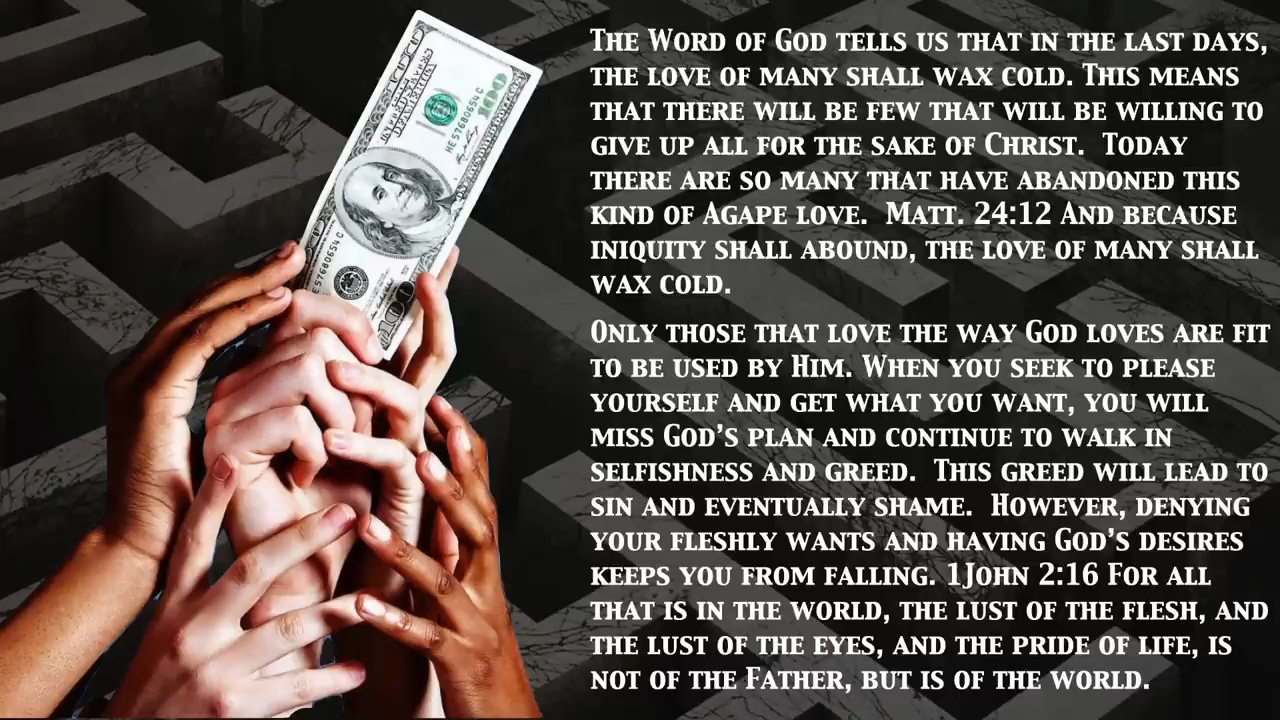 The Word of God tells us that in the last days,
the love of many shall wax cold. This means
that there will be few that will be willing to
give up all for the sake of Christ.  Today
there are so many that have abandoned this
kind of Agape love.  Matt. 24:12 And because
iniquity shall abound, the love of many shall
wax cold.
Only those that love the way God loves are fit
to be used by Him. When you seek to please
yourself and get what you want, you will
miss God's plan and continue to walk in
selfishness and greed.  This greed will lead to
sin and eventually shame.  However, denying
your fleshly wants and having God's desires
keeps you from falling. 1John 2:16 For all
that is in the world, the lust of the flesh, and
the lust of the eyes, and the pride of life, is
not of the Father, but is of the world.
100
100